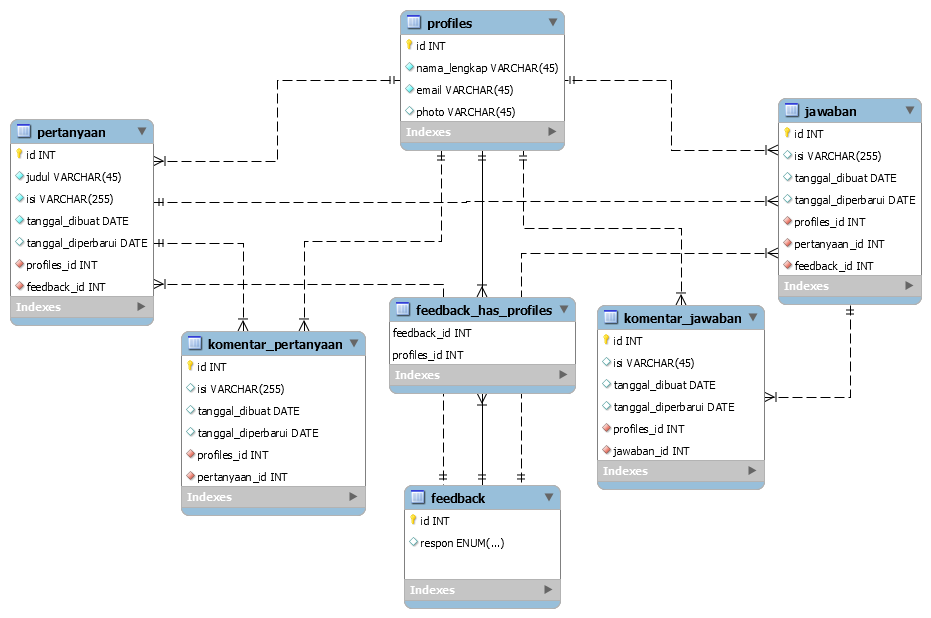 profiles
id INT
nama_lengkap VARCHAR(45)
email VARCHAR(45)
photo VARCHAR(45)
Indexes
pertanyaan
id INT
judul VARCHAR(45)
isi VARCHAR(255)
tanggal_dibuat DATE
tanggal_diperbarui DATE
profiles_id INT
feedback_id INT
Indexes
jawaban
id INT
isi VARCHAR(255)
tanggal_dibuat DATE
tanggal_diperbarui DATE
profiles_id INT
pertanyaan_id INT
feedback_id INT
Indexes
komentar_pertanyaan
id INT
isi VARCHAR(255)
tanggal_dibuat DATE
tanggal_diperbarui DATE
profiles_id INT
pertanyaan_id INT
Indexes
feedback_has_profiles
feedback_id INT
profiles_id INT
Indexes
komentar_jawaban
id INT
isi VARCHAR(45)
tanggal_dibuat DATE
tanggal_diperbarui DATE
profiles_id INT
jawaban_id INT
Indexes
feedback
id INT
respon ENUM(...)
Indexes